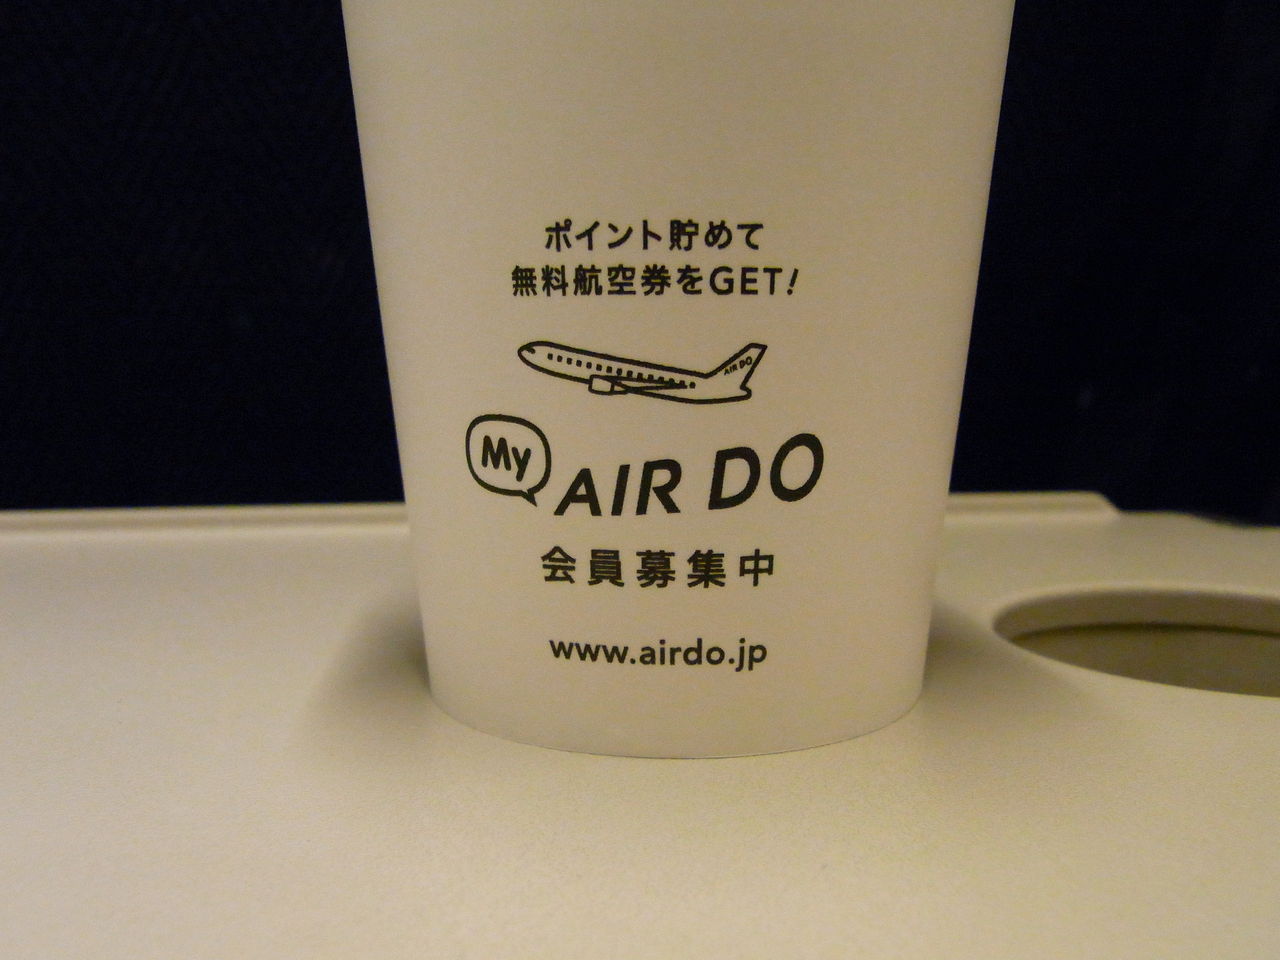 ポイント貯めて
無料航空券をGET!
AIR DO
My AIR DO
会員募集中
www.airdo.jp